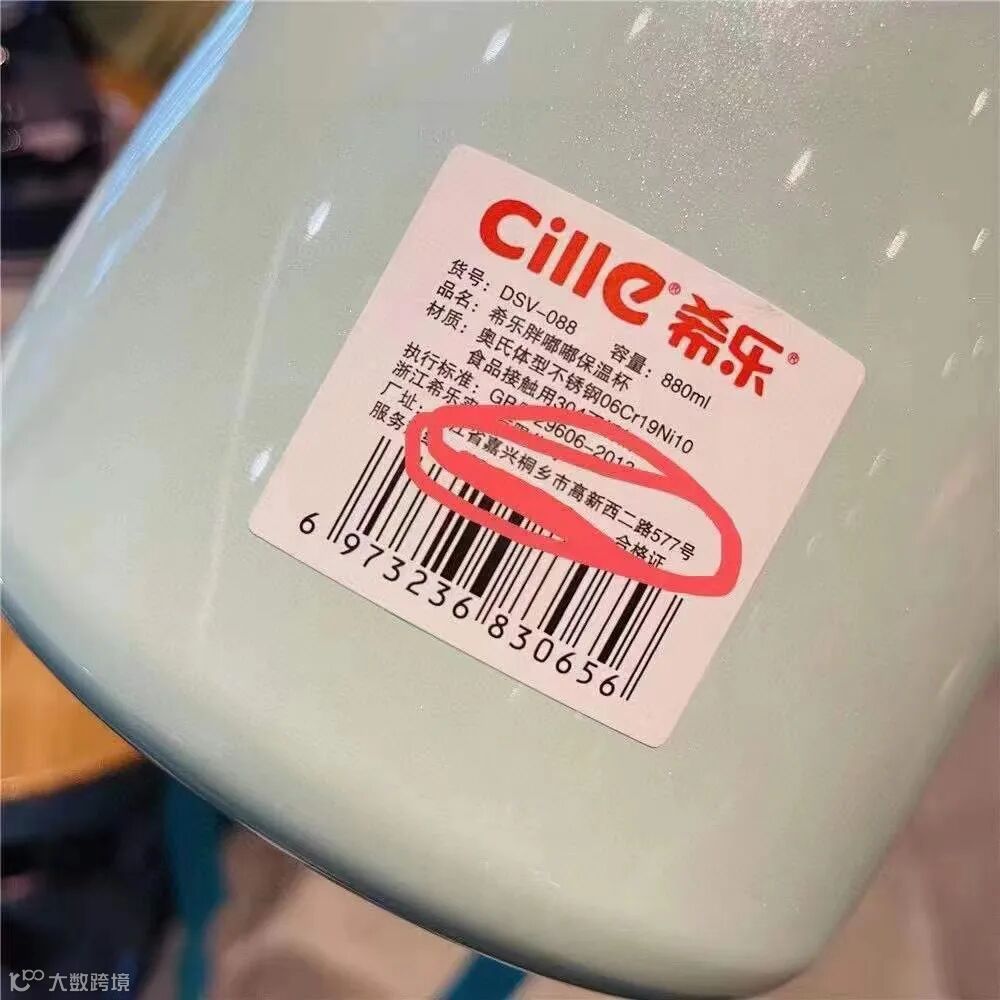 cille® 希乐®
货号：DSV-088 容量：880ml
品名：希乐胖嘟嘟保温杯
材质：奥氏体型不锈钢06Cr19Ni10
食品接触用304
执行标准：GB 29606-2013
浙江希乐
厂址： 江省嘉兴桐乡市高新西二路577号
服务
合格证
6 973236 830656
大数跨境